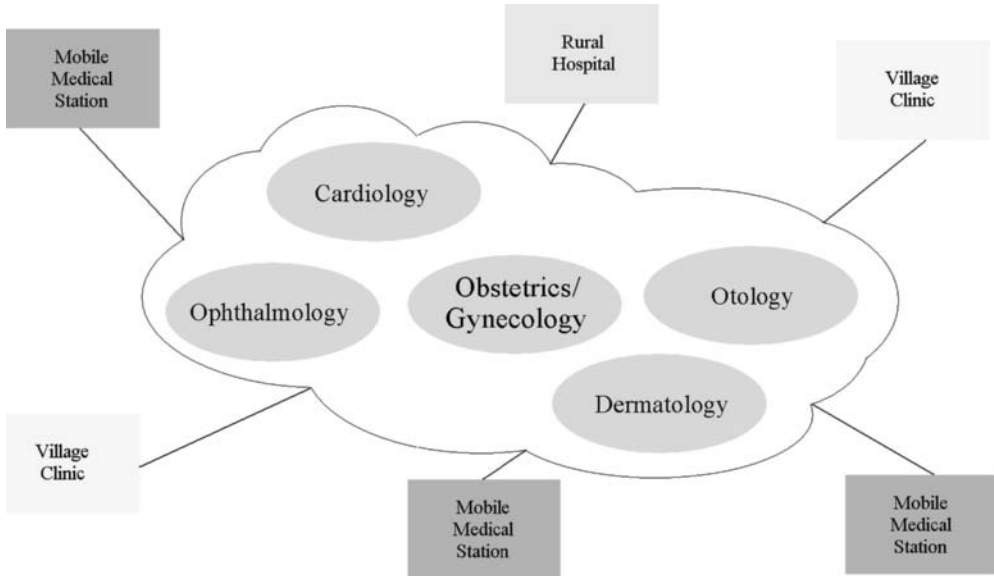 Mobile
Medical
Station
Rural
Hospital
Village
Clinic
Cardiology
Ophthalmology
Obstetrics/
Gynecology
Otology
Dermatology
Village
Clinic
Mobile
Medical
Station
Mobile
Medical
Station